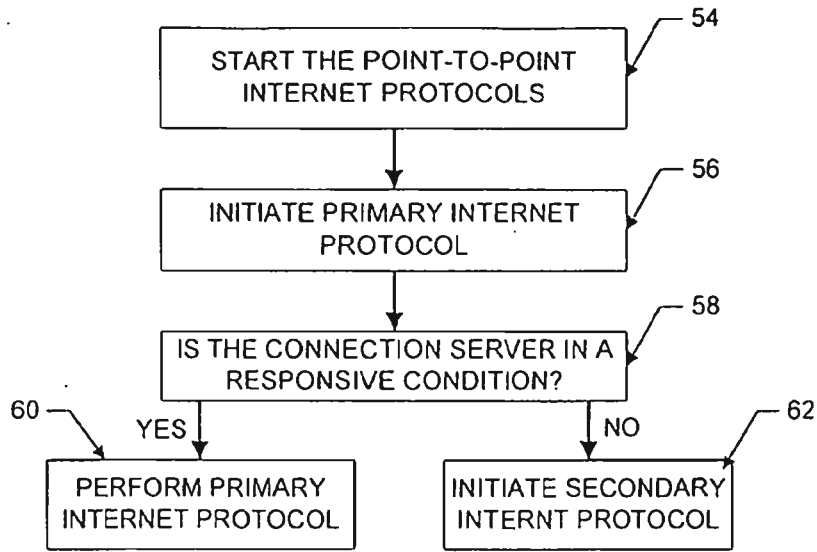 54
START THE POINT-TO-POINT
INTERNET PROTOCOLS
56
INITIATE PRIMARY INTERNET
PROTOCOL
58
IS THE CONNECTION SERVER IN A
RESPONSIVE CONDITION?
60
YES
NO
62
PERFORM PRIMARY
INTERNET PROTOCOL
INITIATE SECONDARY
INTERNT PROTOCOL